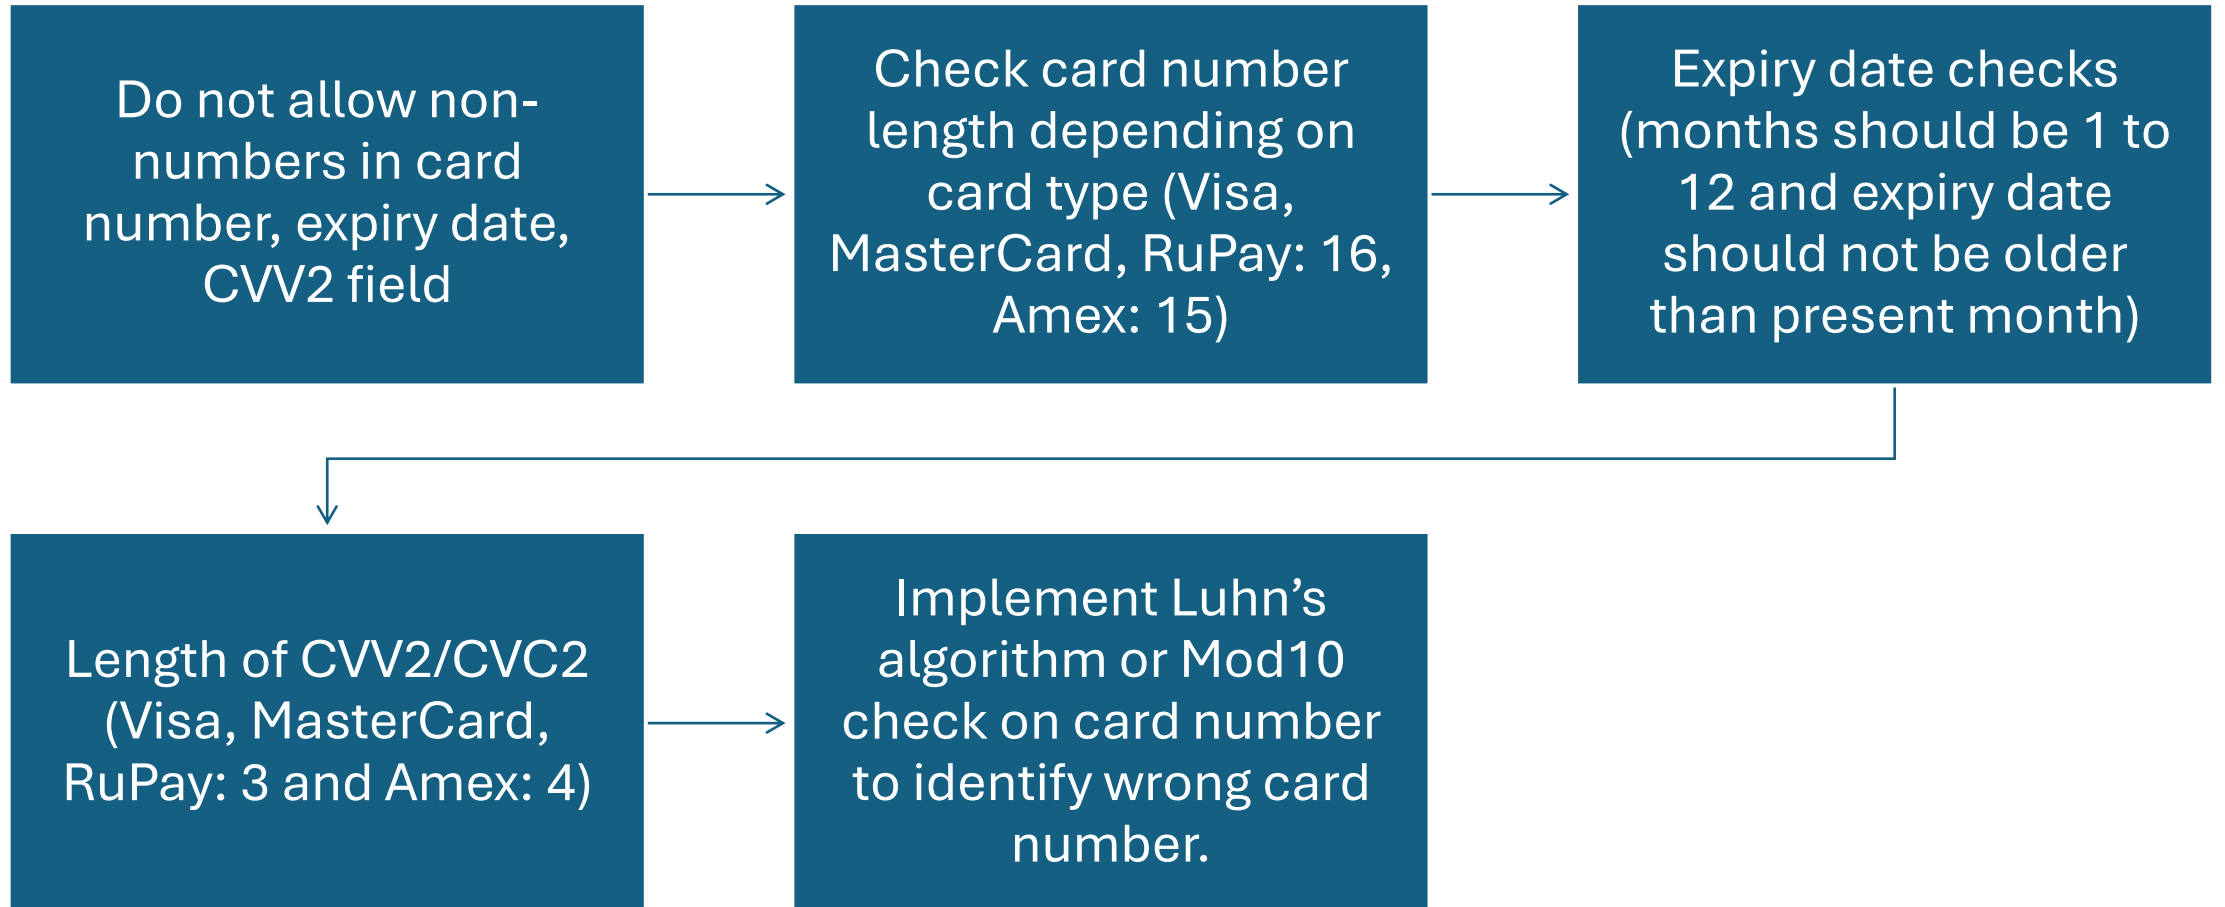 Do not allow non-
numbers in card
number, expiry date,
CVV2 field
Check card number
length depending on
card type (Visa,
MasterCard, RuPay: 16,
Amex: 15)
Expiry date checks
(months should be 1 to
12 and expiry date
should not be older
than present month)
Length of CVV2/CVC2
(Visa, MasterCard,
RuPay: 3 and Amex: 4)
Implement Luhn’s
algorithm or Mod10
check on card number
to identify wrong card
number.